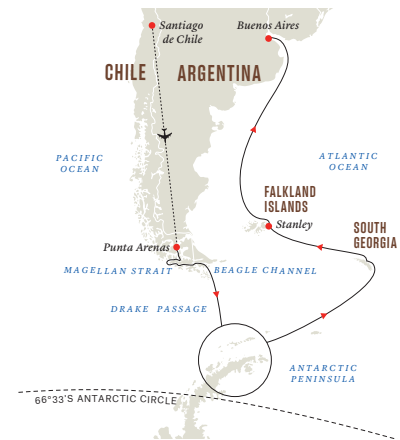 Santiago
de Chile
Buenos Aires
CHILE
ARGENTINA
PACIFIC
OCEAN
ATLANTIC
OCEAN
FALKLAND
ISLANDS
Stanley
SOUTH
GEORGIA
Punta Arenas
MAGELLAN STRAIT
BEAGLE CHANNEL
DRAKE PASSAGE
ANTARCTIC
PENINSULA
66°33'S ANTARCTIC CIRCLE